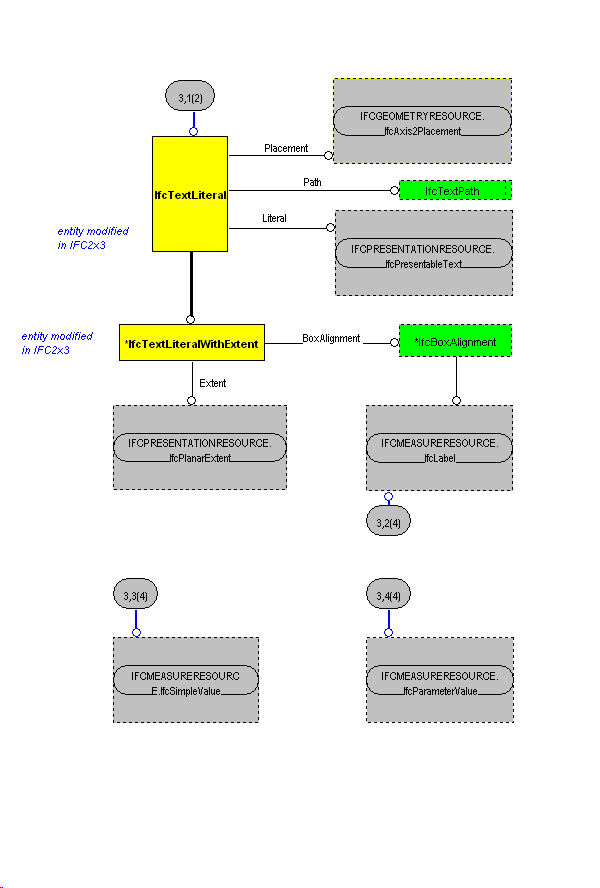 3,1(2)
IFCGEOMETRYRESOURCE.
IfcAxis2Placement
Placement
IfcTextLiteral
Path
IfcTextPath
Literal
entity modified
in IFC2x3
IFCPRESENTATIONRESOURCE.
IfcPresentableText
entity modified
in IFC2x3
*IfcTextLiteralWithExtent
BoxAlignment
*IfcBoxAlignment
Extent
IFCPRESENTATIONRESOURCE.
IfcPlanarExtent
IFCMEASURERESOURCE.
IfcLabel
3,2(4)
3,3(4)
3,4(4)
IFCMEASURERESOURC
E.IfcSimpleValue
IFCMEASURERESOURCE.
IfcParameterValue